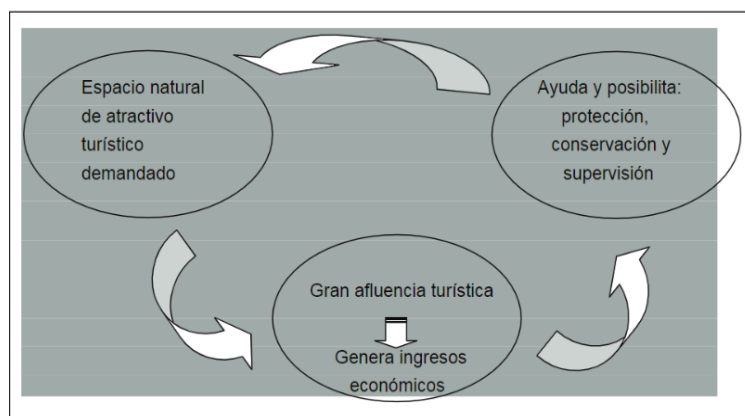 Espacio natural
de atractivo
turístico
demandado
Ayuda y posibilita:
protección,
conservación y
supervisión
Gran afluencia turística
Genera ingresos
económicos